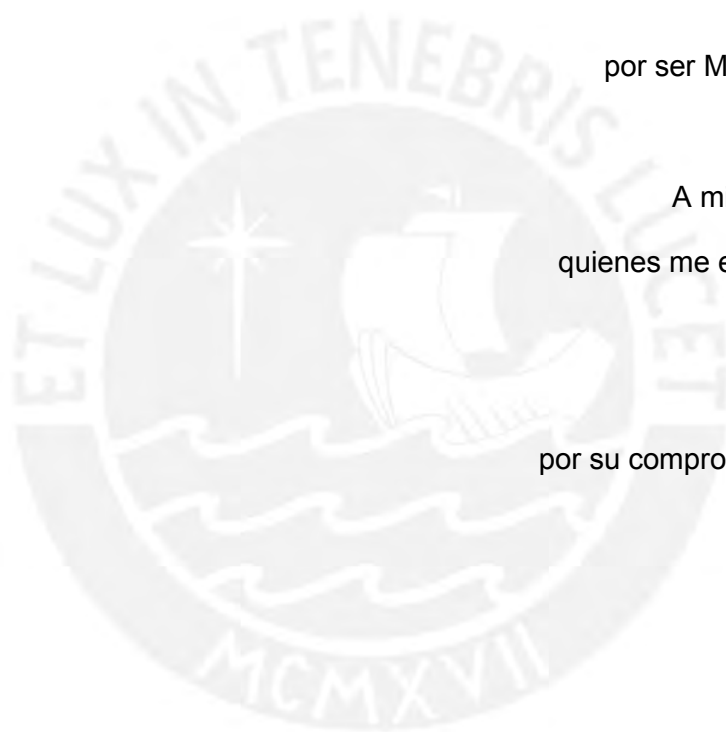 ET LUX IN TENEBRIS LUCET
por ser M
A m
quienes me e
por su compro
MCMXVII